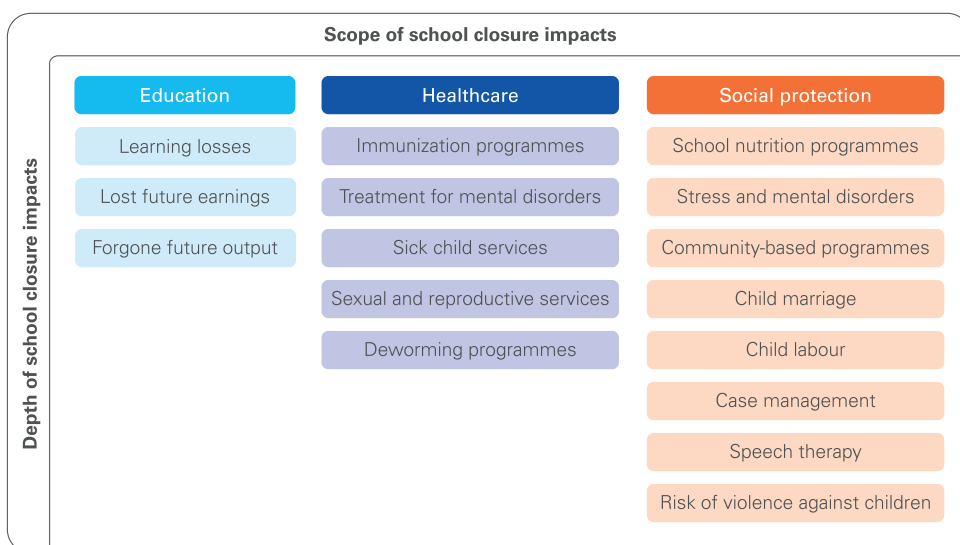 Scope of school closure impacts
Depth of school closure impacts
Education
Learning losses
Lost future earnings
Forgone future output
Healthcare
Immunization programmes
Treatment for mental disorders
Sick child services
Sexual and reproductive services
Deworming programmes
Social protection
School nutrition programmes
Stress and mental disorders
Community-based programmes
Child marriage
Child labour
Case management
Speech therapy
Risk of violence against children